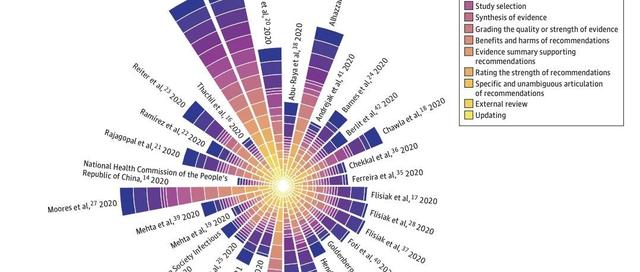 et al,20 2020
Abu-Raya et al,38 2020
Alhazza
Andrejak et al,41 2020
Barnes et al,24 2020
Berlit et al,42 2020
Chawla et al,18 2020
Chekkal et al,36 2020
Ferreira et al,35 2020
Flisiak et al,17 2020
Flisiak et al,28 2020
Flisiak et al,37 2020
Foti et al,40
Goldenberg
Hend
Reiter et al,23 2020
Thachil et al,16 2020
Ramírez et al,22 2020
Rajagopal et al,21 2020
National Health Commission of the People's
Republic of China,14 2020
Moores et al,27 2020
Mehta et al,39 2020
Mehta et al,19 2020
Society Infectious
,25 2020
2020
Study selection
Synthesis of evidence
Grading the quality or strength of evidence
Benefits and harms of recommendations
Evidence summary supporting
recommendations
Rating the strength of recommendations
Specific and unambiguous articulation
of recommendations
External review
Updating